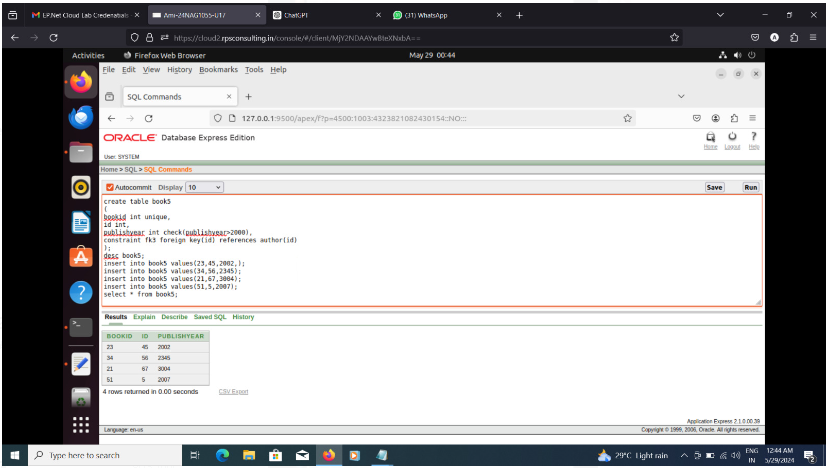 EP.Net Cloud Lab Credenatials
Ami-24NAG1055-U17
ChatGPT
(31) WhatsApp
https://cloud2.rpsconsulting.in/console/#/client/MjY2NDAAYwBteXNxbA==
Activities
Firefox Web Browser
May 29 00:44
File Edit View History Bookmarks Tools Help
SQL Commands
127.0.0.1:9500/apex/f?p=4500:1003:4323821082430154::NO:::
ORACLE Database Express Edition
Home Logout Help
User: SYSTEM
Home > SQL > SQL Commands
Autocommit Display 10
Save Run
create table book5
(
bookid int unique,
id int,
publishyear int check(publishyear>2000),
constraint fk3 foreign key(id) references author(id)
);
desc book5;
insert into book5 values(23,45,2002,);
insert into book5 values(34,56,2345);
insert into book5 values(21,67,3004);
insert into book5 values(51,5,2007);
select * from book5;
Results Explain Describe Saved SQL History
BOOKID ID PUBLISHYEAR
23 45 2002
34 56 2345
21 67 3004
51 5 2007
4 rows returned in 0.00 seconds CSV Export
Application Express 2.1.0.00.39
Language: en-us Copyright © 1999, 2006, Oracle. All rights reserved.
Type here to search
29°C Light rain
ENG
IN
12:44 AM
5/29/2024
2